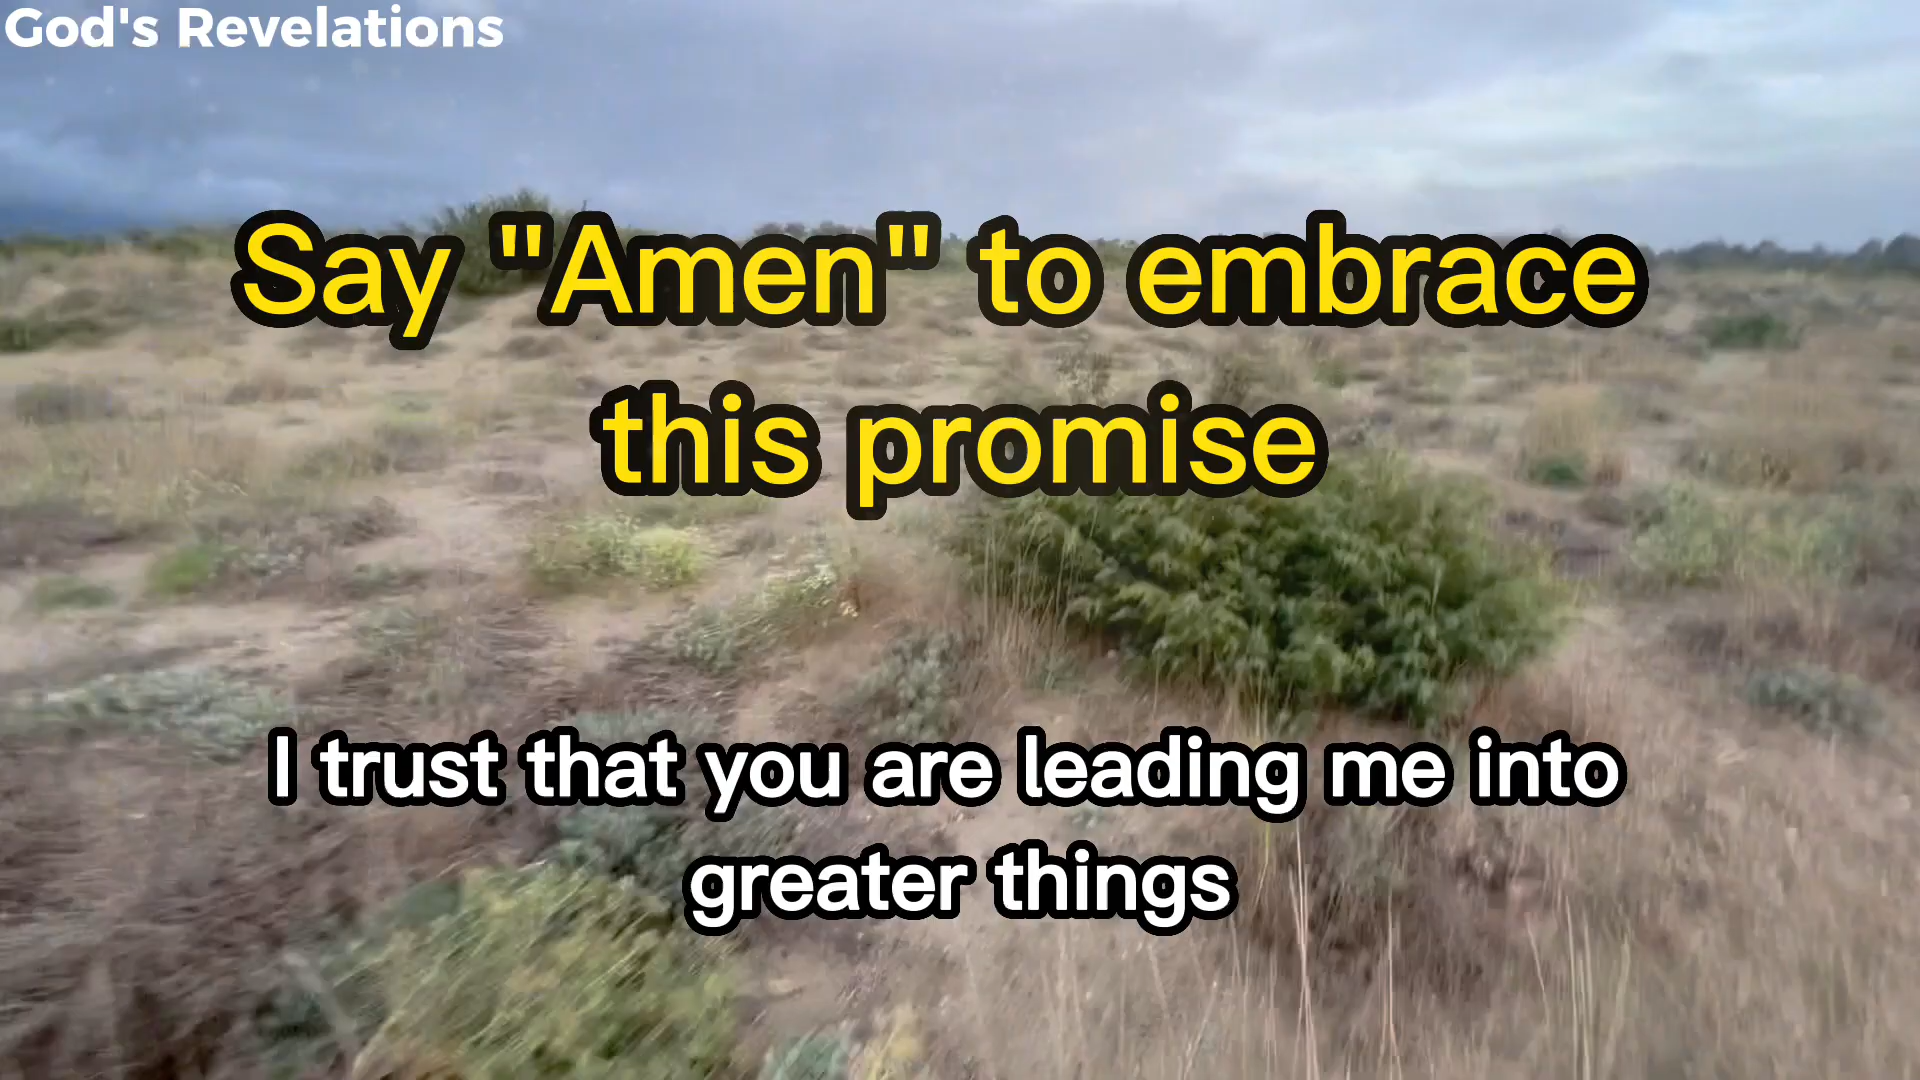 God's Revelations
Say "Amen" to embrace
this promise
I trust that you are leading me into
greater things